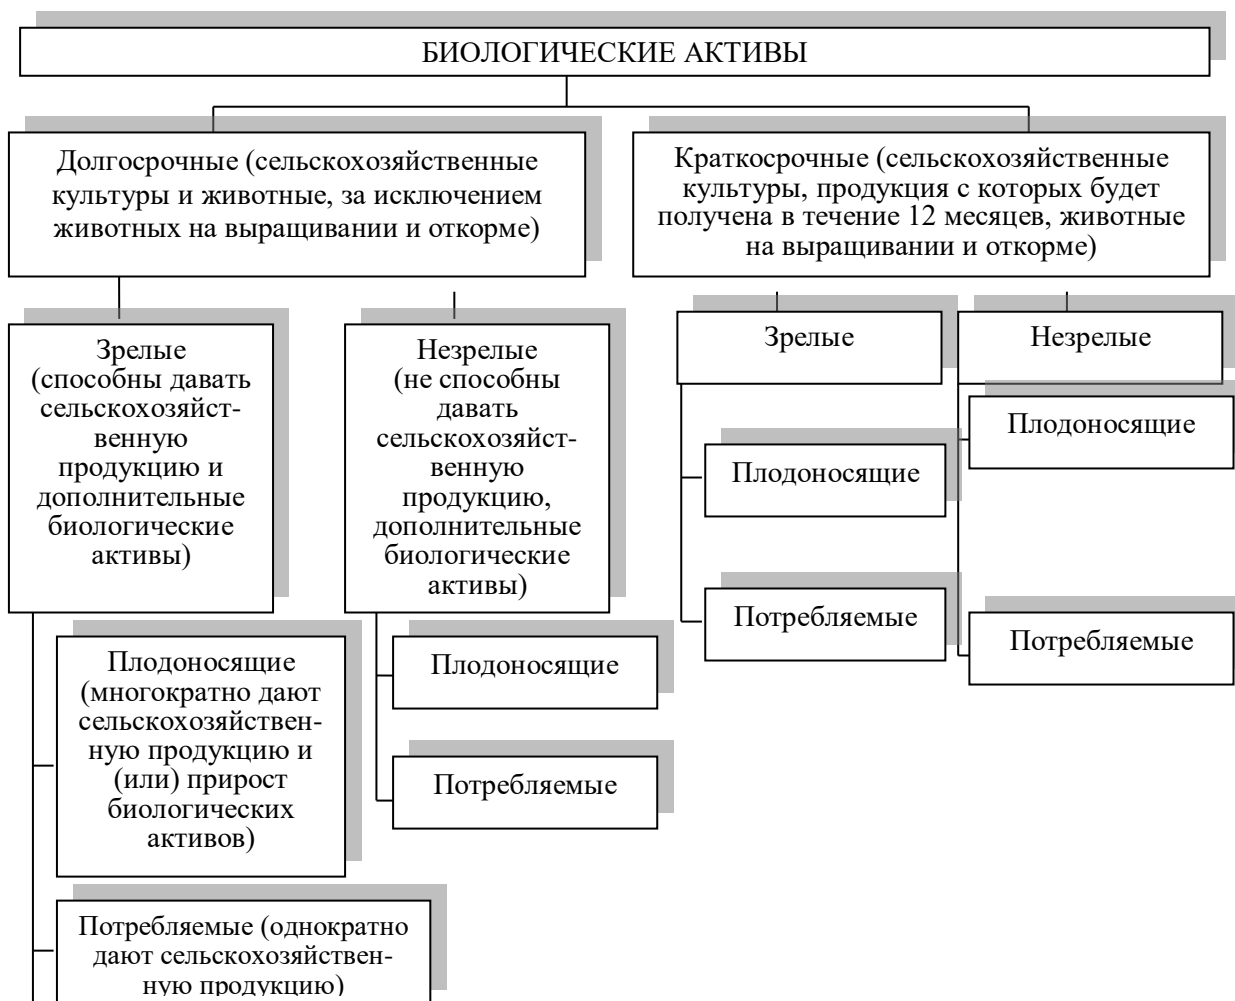 БИОЛОГИЧЕСКИЕ АКТИВЫ
Долгосрочные (сельскохозяйственные
культуры и животные, за исключением
животных на выращивании и откорме)
Краткосрочные (сельскохозяйственные
культуры, продукция с которых будет
получена в течение 12 месяцев, животные
на выращивании и откорме)
Зрелые
(способны давать
сельскохозяйст-
венную
продукцию и
дополнительные
биологические
активы)
Незрелые
(не способны
давать
сельскохозяйст-
венную
продукцию,
дополнительные
биологические
активы)
Зрелые
Незрелые
Плодоносящие
Плодоносящие
Потребляемые
Потребляемые
Плодоносящие
(многократно дают
сельскохозяйствен-
ную продукцию и
(или) прирост
биологических
активов)
Плодоносящие
Потребляемые
Потребляемые (однократно
дают сельскохозяйствен-
ную продукцию)